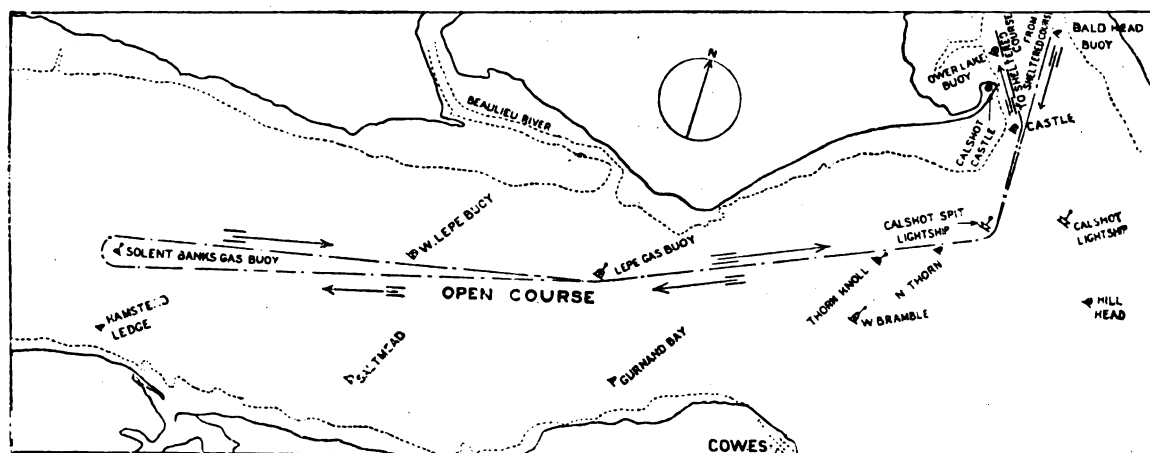 N
BEAULIEU RIVER
OWER LAKE
BUOY
TO SHELTERED
COURSE
FROM
SHELTERED COURSE
BALD HEAD
BUOY
CALSHOT
CASTLE
CASTLE
W. LEPE BUOY
SOLENT BANKS GAS BUOY
LEPE GAS BUOY
CALSHOT SPIT
LIGHTSHIP
CALSHOT
LIGHTSHIP
OPEN COURSE
THORN KNOLL
N THORN
W BRAMBLE
HILL
HEAD
HAMSTEAD
LEDGE
SALTMEAD
GURNARD BAY
COWES